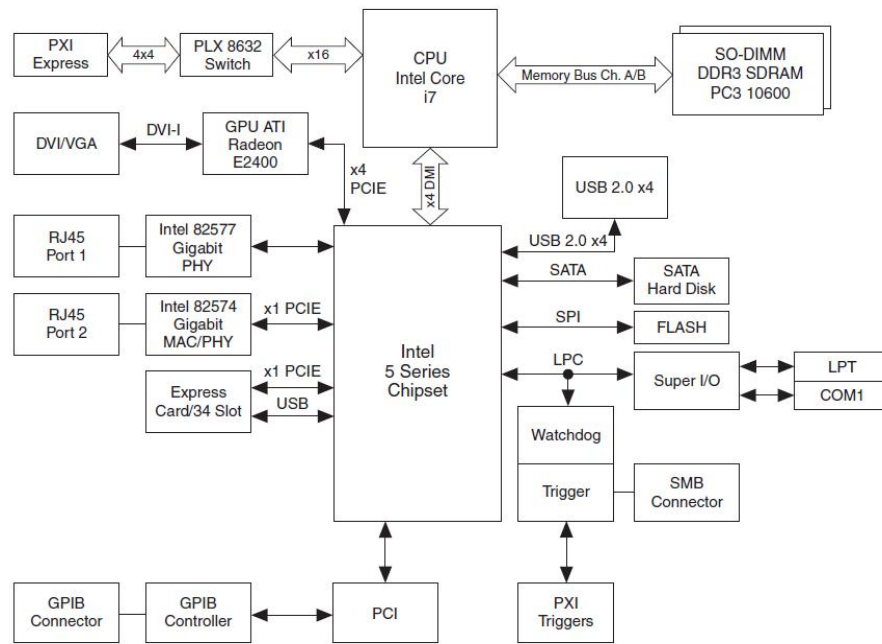 PXI
Express
4x4
PLX 8632
Switch
x16
CPU
Intel Core
i7
Memory Bus Ch. A/B
SO-DIMM
DDR3 SDRAM
PC3 10600
DVI/VGA
DVI-I
GPU ATI
Radeon
E2400
x4
PCIE
x4 DMI
USB 2.0 x4
RJ45
Port 1
Intel 82577
Gigabit
PHY
USB 2.0 x4
SATA
SATA
Hard Disk
RJ45
Port 2
Intel 82574
Gigabit
MAC/PHY
x1 PCIE
Intel
5 Series
Chipset
SPI
FLASH
Express
Card/34 Slot
x1 PCIE
USB
LPC
Super I/O
LPT
COM1
Watchdog
Trigger
SMB
Connector
GPIB
Connector
GPIB
Controller
PCI
PXI
Triggers